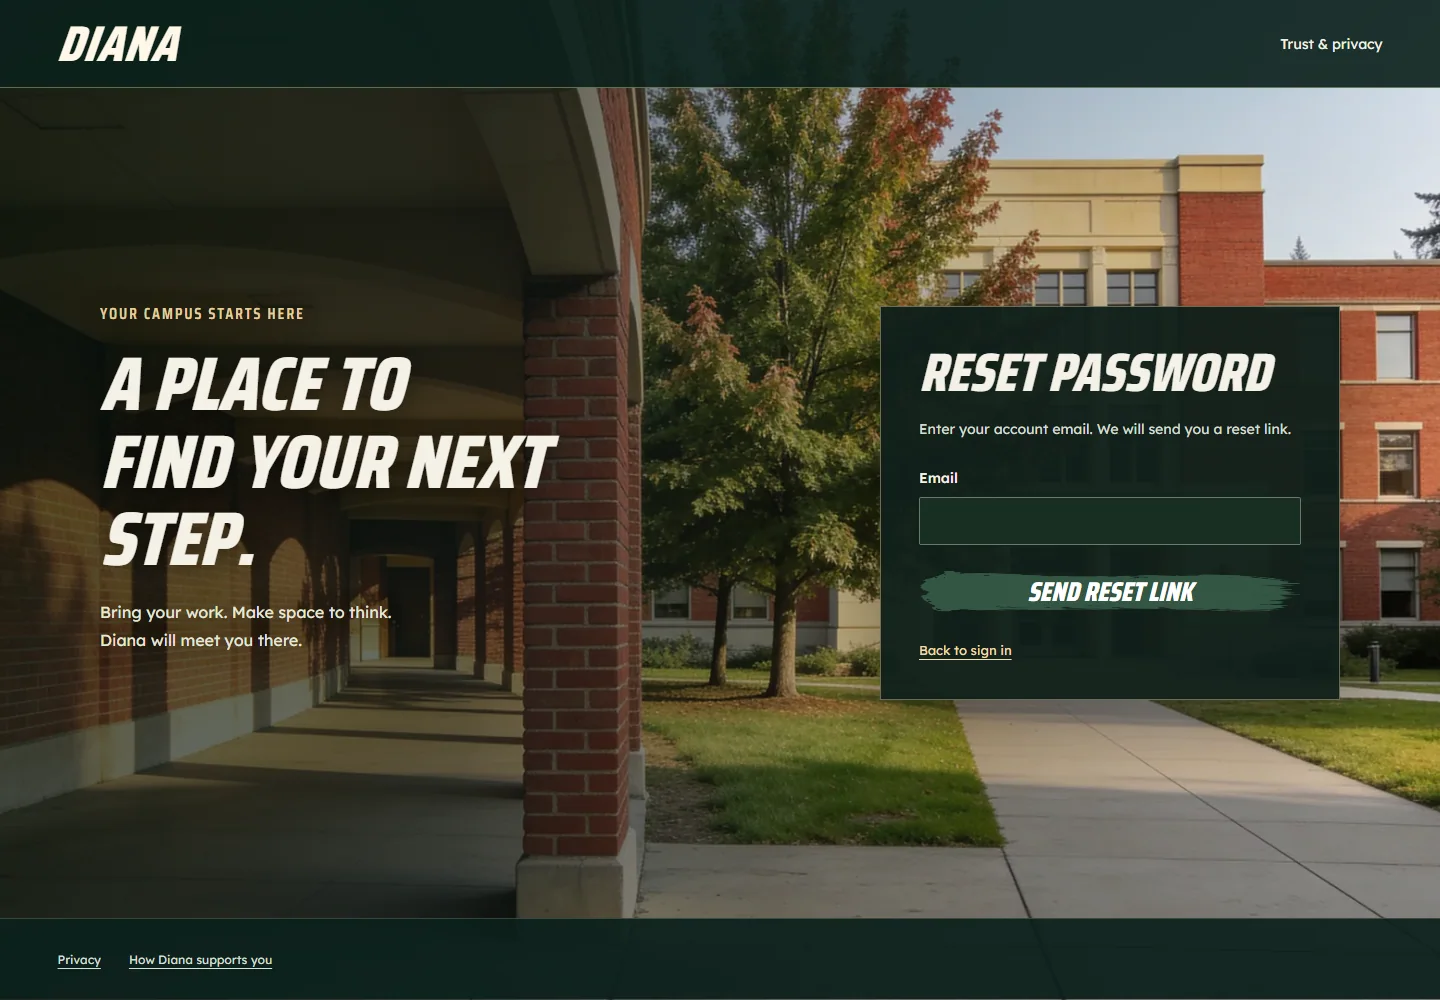 DIANA
Trust & privacy
YOUR CAMPUS STARTS HERE
A PLACE TO
FIND YOUR NEXT
STEP.
Bring your work. Make space to think.
Diana will meet you there.
RESET PASSWORD
Enter your account email. We will send you a reset link.
Email
SEND RESET LINK
Back to sign in
Privacy
How Diana supports you